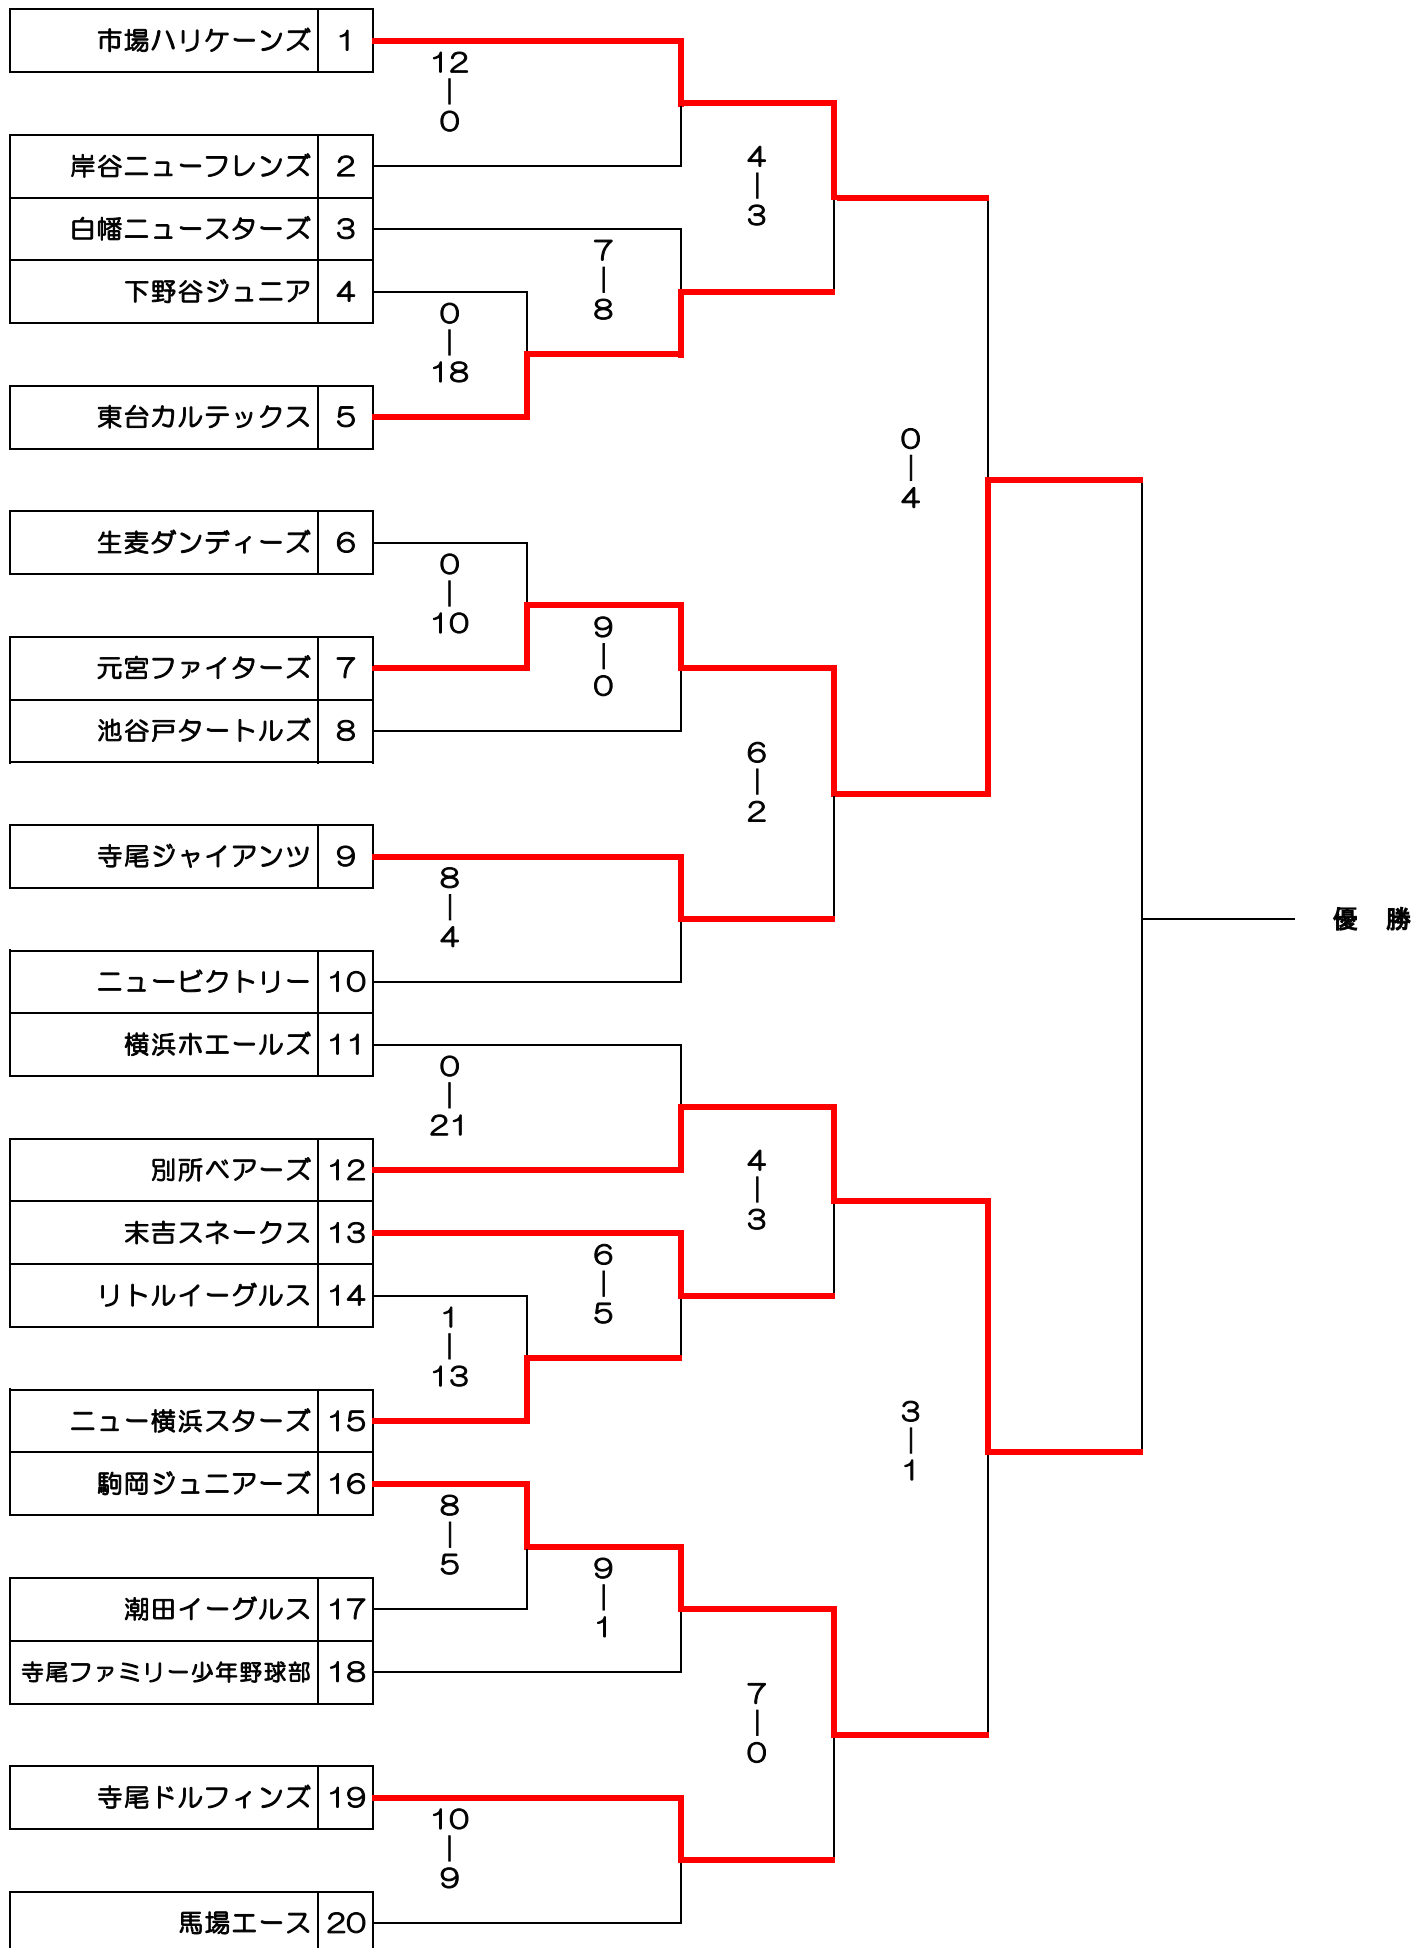 市場ハリケーンズ 1
12
|
0
岸谷ニューフレンズ 2
4
|
3
白幡ニュースターズ 3
7
|
8
下野谷ジュニア 4
0
|
18
東台カルテックス 5
0
|
4
生麦ダンディーズ 6
0
|
10
9
|
0
元宮ファイターズ 7
池谷戸タートルズ 8
6
|
2
寺尾ジャイアンツ 9
8
|
4
優 勝
ニュービクトリー 10
横浜ホエールズ 11
0
|
21
別所ベアーズ 12
4
|
3
末吉スネークス 13
6
|
5
リトルイーグルス 14
1
|
13
ニュー横浜スターズ 15
3
|
1
駒岡ジュニアーズ 16
8
|
5
9
|
1
潮田イーグルス 17
寺尾ファミリー少年野球部 18
7
|
0
寺尾ドルフィンズ 19
10
|
9
馬場エース 20